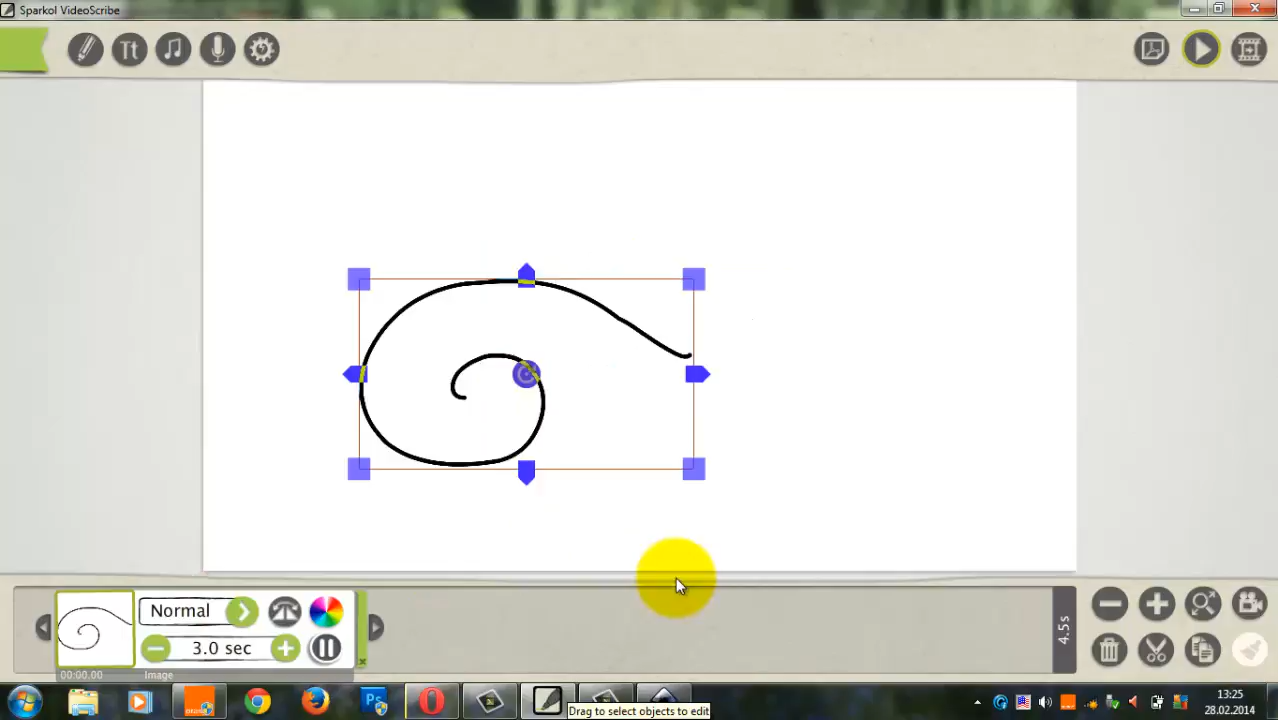 Sparkol VideoScribe
Tt
Normal
3.0 sec
4.5s
00:00.00 Image
Drag to select objects to edit
Ps
13:25
28.02.2014